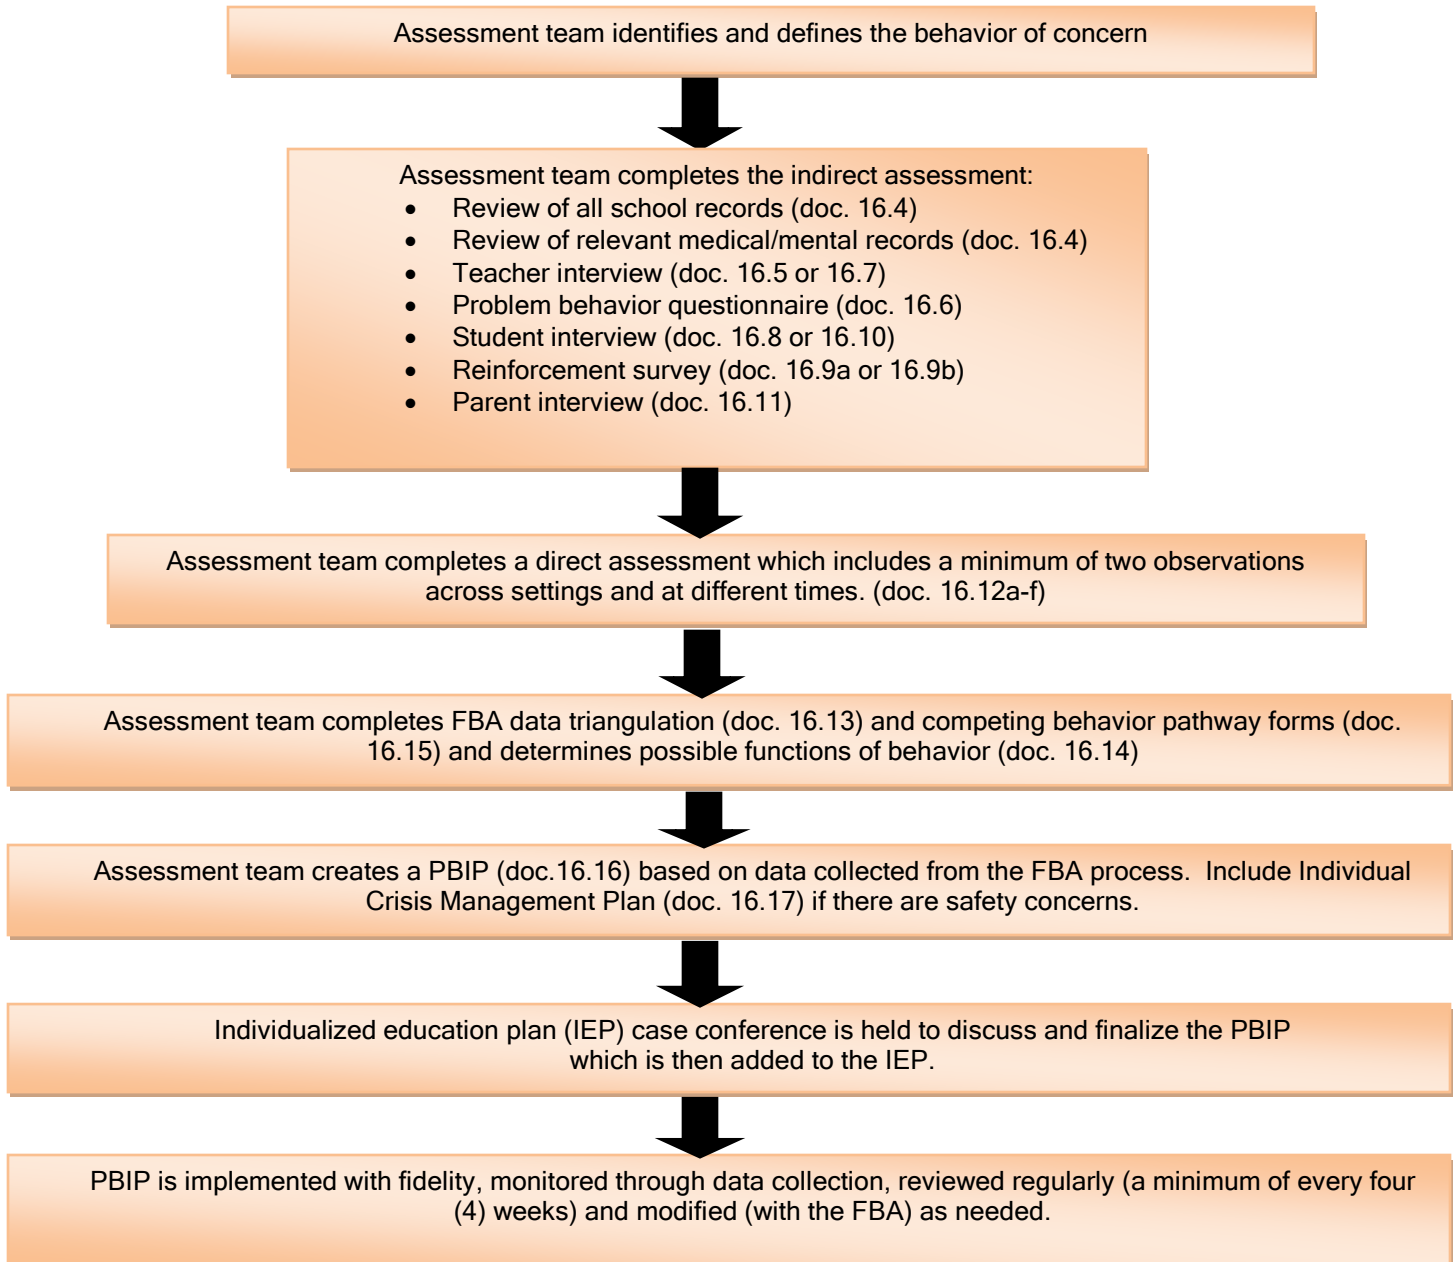 Assessment team identifies and defines the behavior of concern
Assessment team completes the indirect assessment:
• Review of all school records (doc. 16.4)
• Review of relevant medical/mental records (doc. 16.4)
• Teacher interview (doc. 16.5 or 16.7)
• Problem behavior questionnaire (doc. 16.6)
• Student interview (doc. 16.8 or 16.10)
• Reinforcement survey (doc. 16.9a or 16.9b)
• Parent interview (doc. 16.11)
Assessment team completes a direct assessment which includes a minimum of two observations
across settings and at different times. (doc. 16.12a-f)
Assessment team completes FBA data triangulation (doc. 16.13) and competing behavior pathway forms (doc.
16.15) and determines possible functions of behavior (doc. 16.14)
Assessment team creates a PBIP (doc.16.16) based on data collected from the FBA process.  Include Individual
Crisis Management Plan (doc. 16.17) if there are safety concerns.
Individualized education plan (IEP) case conference is held to discuss and finalize the PBIP
which is then added to the IEP.
PBIP is implemented with fidelity, monitored through data collection, reviewed regularly (a minimum of every four
(4) weeks) and modified (with the FBA) as needed.